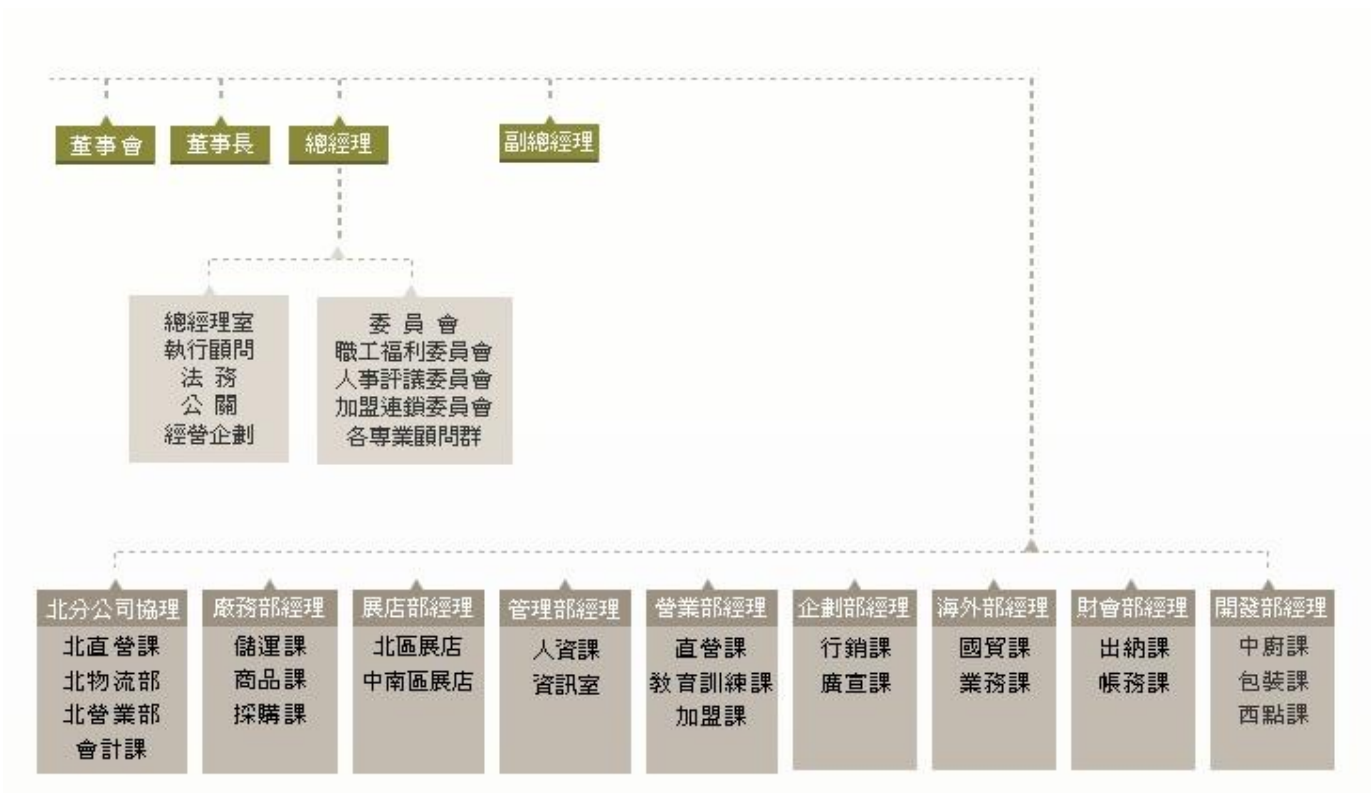 董事會
董事長
總經理
副總經理
總經理室
執行顧問
法 務
公 關
經營企劃
委 員 會
職工福利委員會
人事評議委員會
加盟連鎖委員會
各專業顧問群
北分公司協理
北直營課
北物流部
北營業部
會計課
廠務部經理
儲運課
商品課
採購課
展店部經理
北區展店
中南區展店
管理部經理
人資課
資訊室
營業部經理
直營課
教育訓練課
加盟課
企劃部經理
行銷課
廣宣課
海外部經理
國貿課
業務課
財會部經理
出納課
帳務課
開發部經理
中廚課
包裝課
西點課